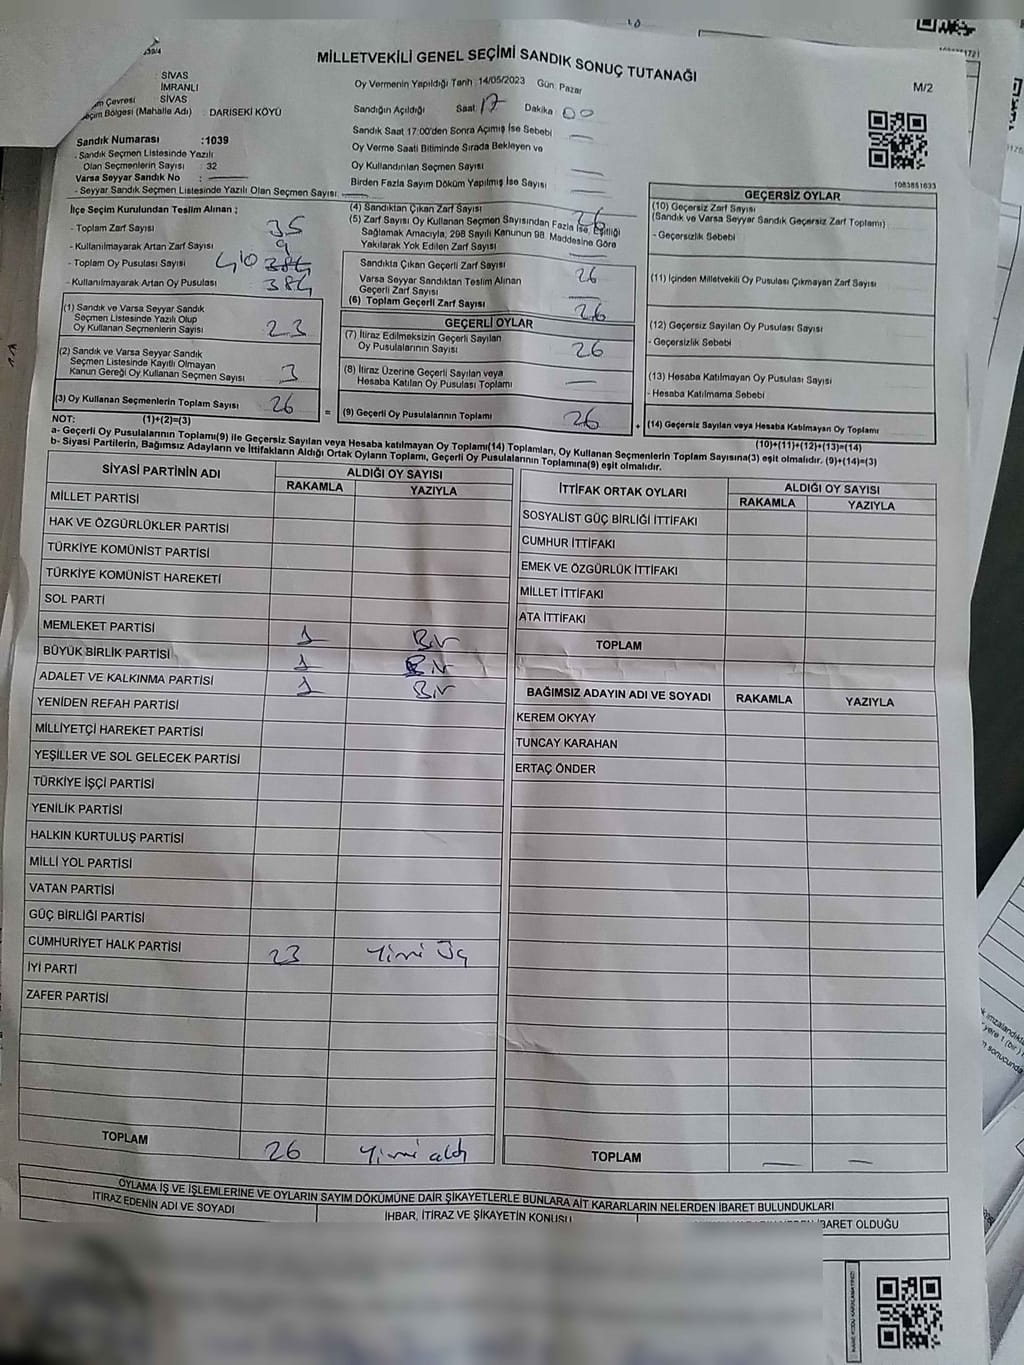 MİLLETVEKİLİ GENEL SEÇİMİ SANDIK SONUÇ TUTANAĞI
M/2
: SİVAS
İMRANLI
Çevresi SİVAS
Seçim Bölgesi (Mahalle Adı) : DARISEKİ KÖYÜ
Sandık Numarası :1039
- Sandık Seçmen Listesinde Yazılı
Olan Seçmenlerin Sayısı : 32
Varsa Seyyar Sandık No :
- Seyyar Sandık Seçmen Listesinde Yazılı Olan Seçmen Sayısı.
Oy Vermenin Yapıldığı Tarih :14/05/2023 Gün: Pazar
Sandığın Açıldığı Saat: 17 Dakika : 00
Sandık Saat 17:00'den Sonra Açımış İse Sebebi —
Oy Verme Saati Bitiminde Sırada Bekleyen ve
Oy Kullandırılan Seçmen Sayısı —
Birden Fazla Sayım Döküm Yapılmış İse Sayısı —
1083851633
İlçe Seçim Kurulundan Teslim Alınan ;
- Toplam Zarf Sayısı 35
- Kullanılmayarak Artan Zarf Sayısı 9
- Toplam Oy Pusulası Sayısı 410 384
- Kullanılmayarak Artan Oy Pusulası 384
(1) Sandık ve Varsa Seyyar Sandık
Seçmen Listesinde Yazılı Olup
Oy Kullanan Seçmenlerin Sayısı 23
(2) Sandık ve Varsa Seyyar Sandık
Seçmen Listesinde Kayıtlı Olmayan
Kanun Gereği Oy Kullanan Seçmen Sayısı 3
(3) Oy Kullanan Seçmenlerin Toplam Sayısı 26
(4) Sandıktan Çıkan Zarf Sayısı 26
(5) Zarf Sayısı Oy Kullanan Seçmen Sayısından Fazla İse, Eşitliği
Sağlamak Amacıyla, 298 Sayılı Kanunun 98. Maddesine Göre
Yakılarak Yok Edilen Zarf Sayısı —
Sandıkta Çıkan Geçerli Zarf Sayısı 26
Varsa Seyyar Sandıktan Teslim Alınan
Geçerli Zarf Sayısı —
(6) Toplam Geçerli Zarf Sayısı 26
GEÇERLİ OYLAR
(7) İtiraz Edilmeksizin Geçerli Sayılan
Oy Pusulalarının Sayısı 26
(8) İtiraz Üzerine Geçerli Sayılan veya
Hesaba Katılan Oy Pusulası Toplamı —
= (9) Geçerli Oy Pusulalarının Toplamı 26
GEÇERSİZ OYLAR
(10) Geçersiz Zarf Sayısı
(Sandık ve Varsa Seyyar Sandık Geçersiz Zarf Toplamı)
- Geçersizlik Sebebi
(11) İçinden Milletvekili Oy Pusulası Çıkmayan Zarf Sayısı
(12) Geçersiz Sayılan Oy Pusulası Sayısı
- Geçersizlik Sebebi
(13) Hesaba Katılmayan Oy Pusulası Sayısı
- Hesaba Katılmama Sebebi
+ (14) Geçersiz Sayılan veya Hesaba Katılmayan Oy Toplamı
NOT: (1)+(2)=(3) (10)+(11)+(12)+(13)=(14)
a- Geçerli Oy Pusulalarının Toplamı(9) ile Geçersiz Sayılan veya Hesaba katılmayan Oy Toplamı(14) Toplamları, Oy Kullanan Seçmenlerin Toplam Sayısına(3) eşit olmalıdır. (9)+(14)=(3)
b- Siyasi Partilerin, Bağımsız Adayların ve İttifakların Aldığı Ortak Oyların Toplamı, Geçerli Oy Pusulalarının Toplamına(9) eşit olmalıdır.
SİYASİ PARTİNİN ADI ALDIĞI OY SAYISI
RAKAMLA YAZIYLA
MİLLET PARTİSİ
HAK VE ÖZGÜRLÜKLER PARTİSİ
TÜRKİYE KOMÜNİST PARTİSİ
TÜRKİYE KOMÜNİST HAREKETİ
SOL PARTİ
MEMLEKET PARTİSİ 1 Bir
BÜYÜK BİRLİK PARTİSİ 1 Bir
ADALET VE KALKINMA PARTİSİ 1 Bir
YENİDEN REFAH PARTİSİ
MİLLİYETÇİ HAREKET PARTİSİ
YEŞİLLER VE SOL GELECEK PARTİSİ
TÜRKİYE İŞÇİ PARTİSİ
YENİLİK PARTİSİ
HALKIN KURTULUŞ PARTİSİ
MİLLİ YOL PARTİSİ
VATAN PARTİSİ
GÜÇ BİRLİĞİ PARTİSİ
CUMHURİYET HALK PARTİSİ 23 Yirmi Üç
İYİ PARTİ
ZAFER PARTİSİ
TOPLAM 26 Yirmi altı
İTTİFAK ORTAK OYLARI ALDIĞI OY SAYISI
RAKAMLA YAZIYLA
SOSYALİST GÜÇ BİRLİĞİ İTTİFAKI
CUMHUR İTTİFAKI
EMEK VE ÖZGÜRLÜK İTTİFAKI
MİLLET İTTİFAKI
ATA İTTİFAKI
TOPLAM
BAĞIMSIZ ADAYIN ADI VE SOYADI RAKAMLA YAZIYLA
KEREM OKYAY
TUNCAY KARAHAN
ERTAÇ ÖNDER
TOPLAM — —
OYLAMA İŞ VE İŞLEMLERİNE VE OYLARIN SAYIM DÖKÜMÜNE DAİR ŞİKAYETLERLE BUNLARA AİT KARARLARIN NELERDEN İBARET BULUNDUKLARI
İTİRAZ EDENİN ADI VE SOYADI
İHBAR, İTİRAZ VE ŞİKAYETİN KONUSU
İBARET OLDUĞU